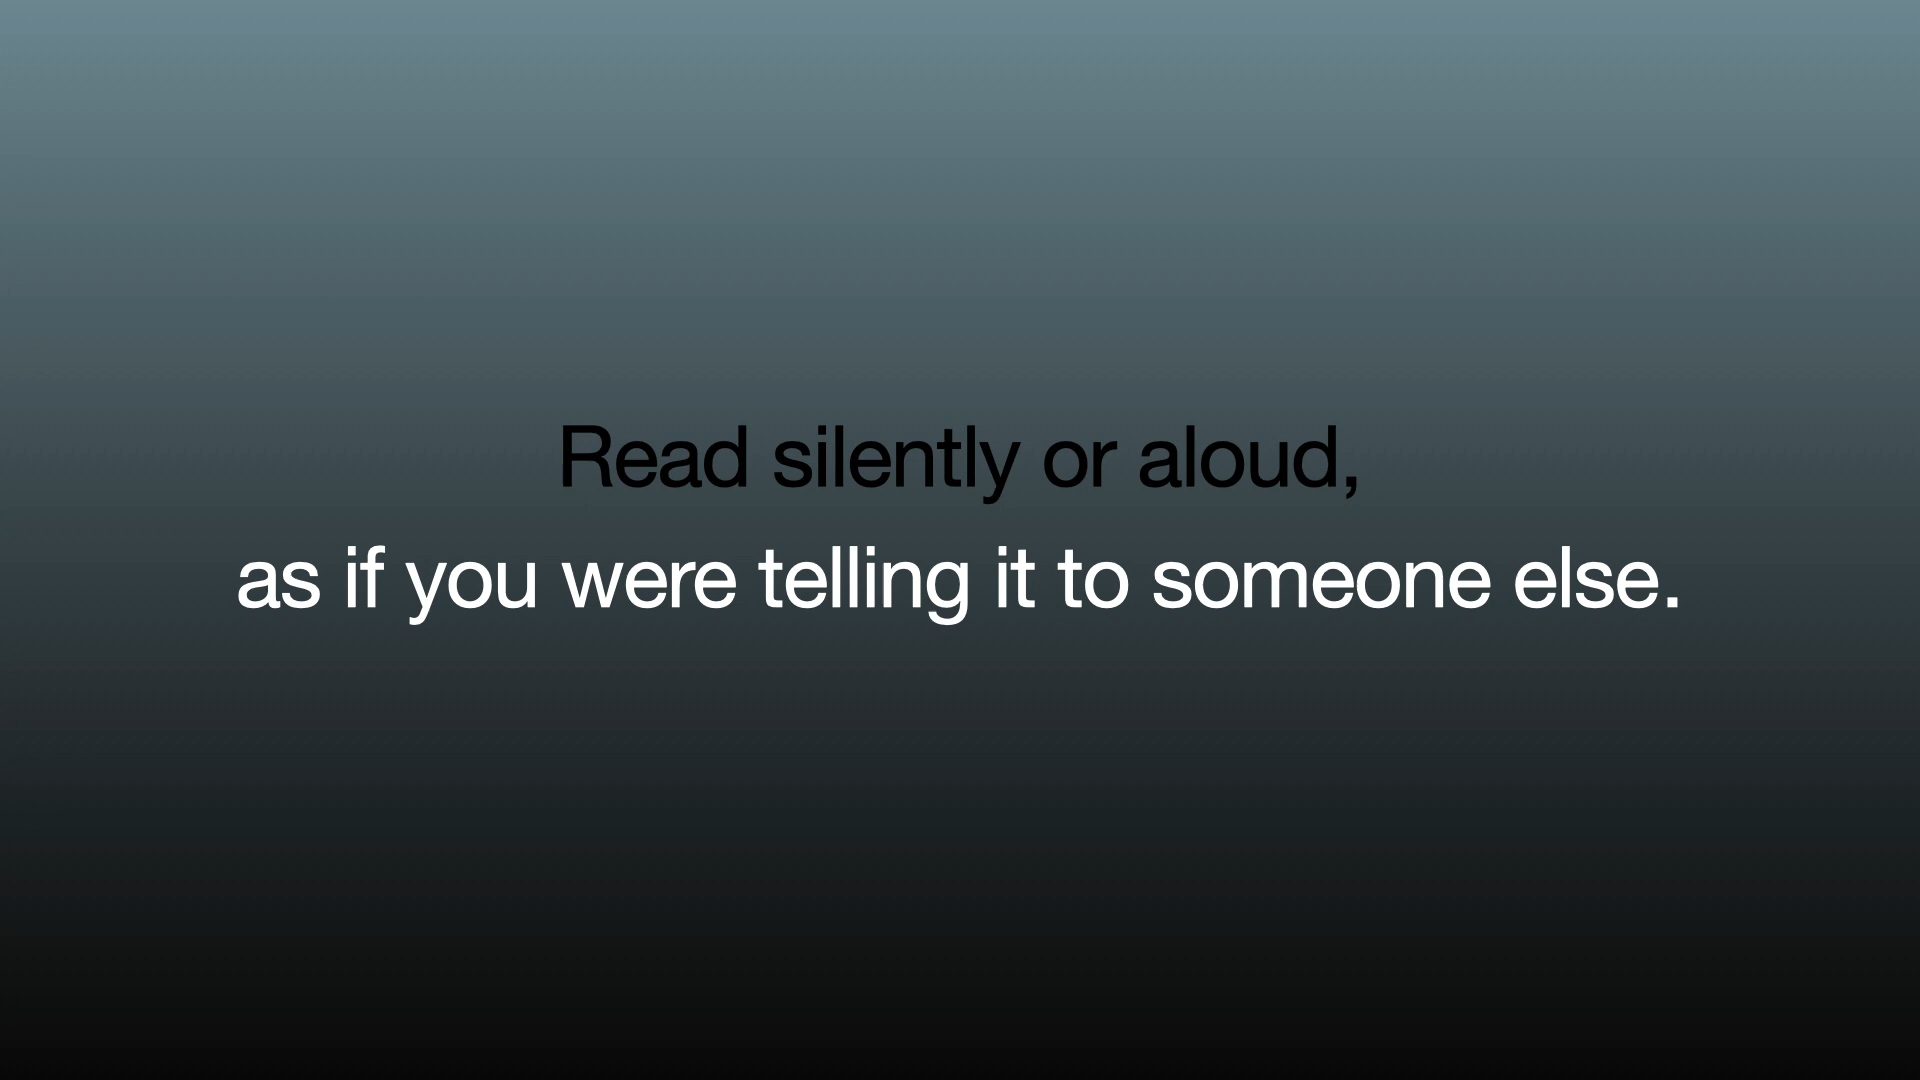 Read silently or aloud,
as if you were telling it to someone else.